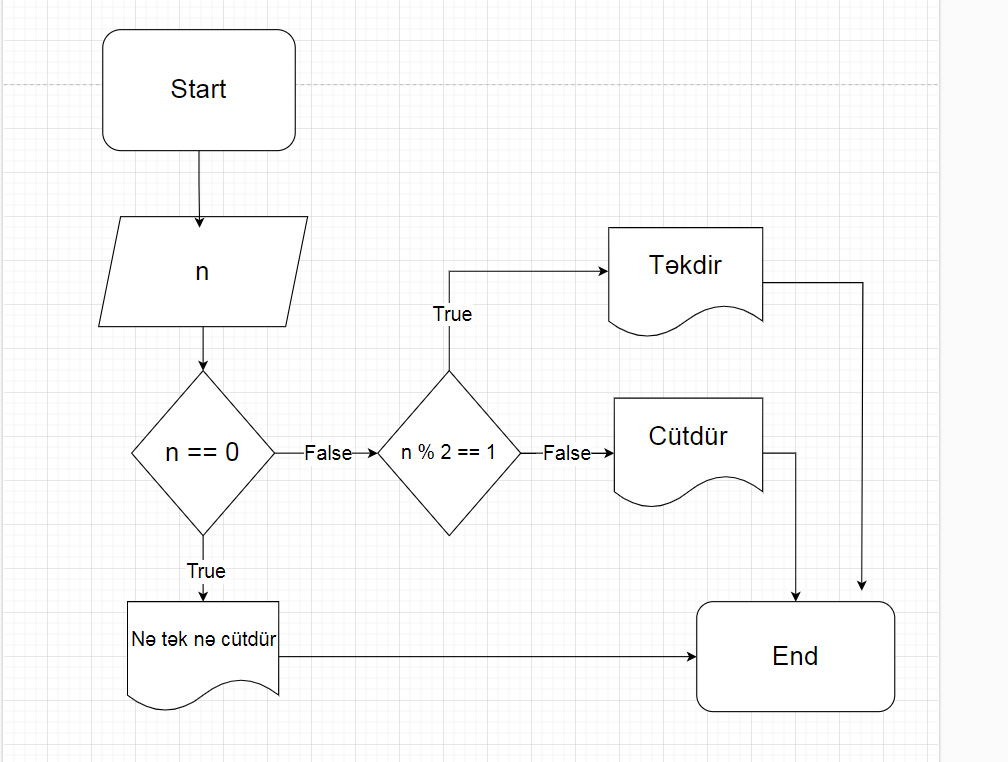 Start
n
n == 0
False
n % 2 == 1
True
Təkdir
False
Cütdür
True
Nə tək nə cütdür
End